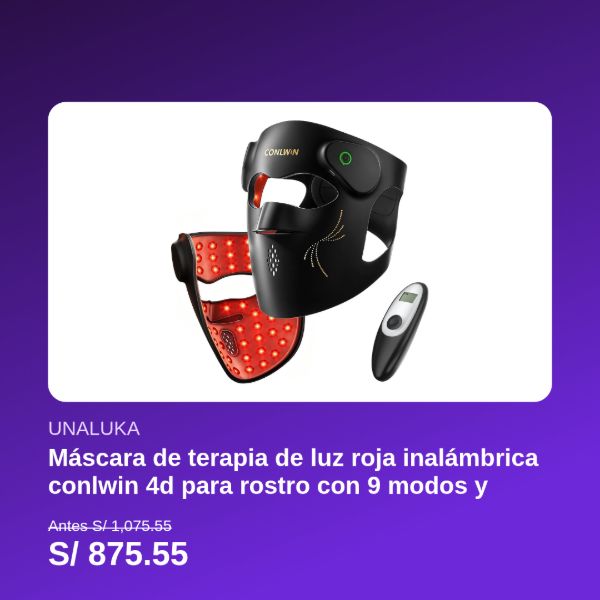 CONLWIN
UNALUKA
Máscara de terapia de luz roja inalámbrica
conlwin 4d para rostro con 9 modos y
Antes S/ 1,075.55
S/ 875.55